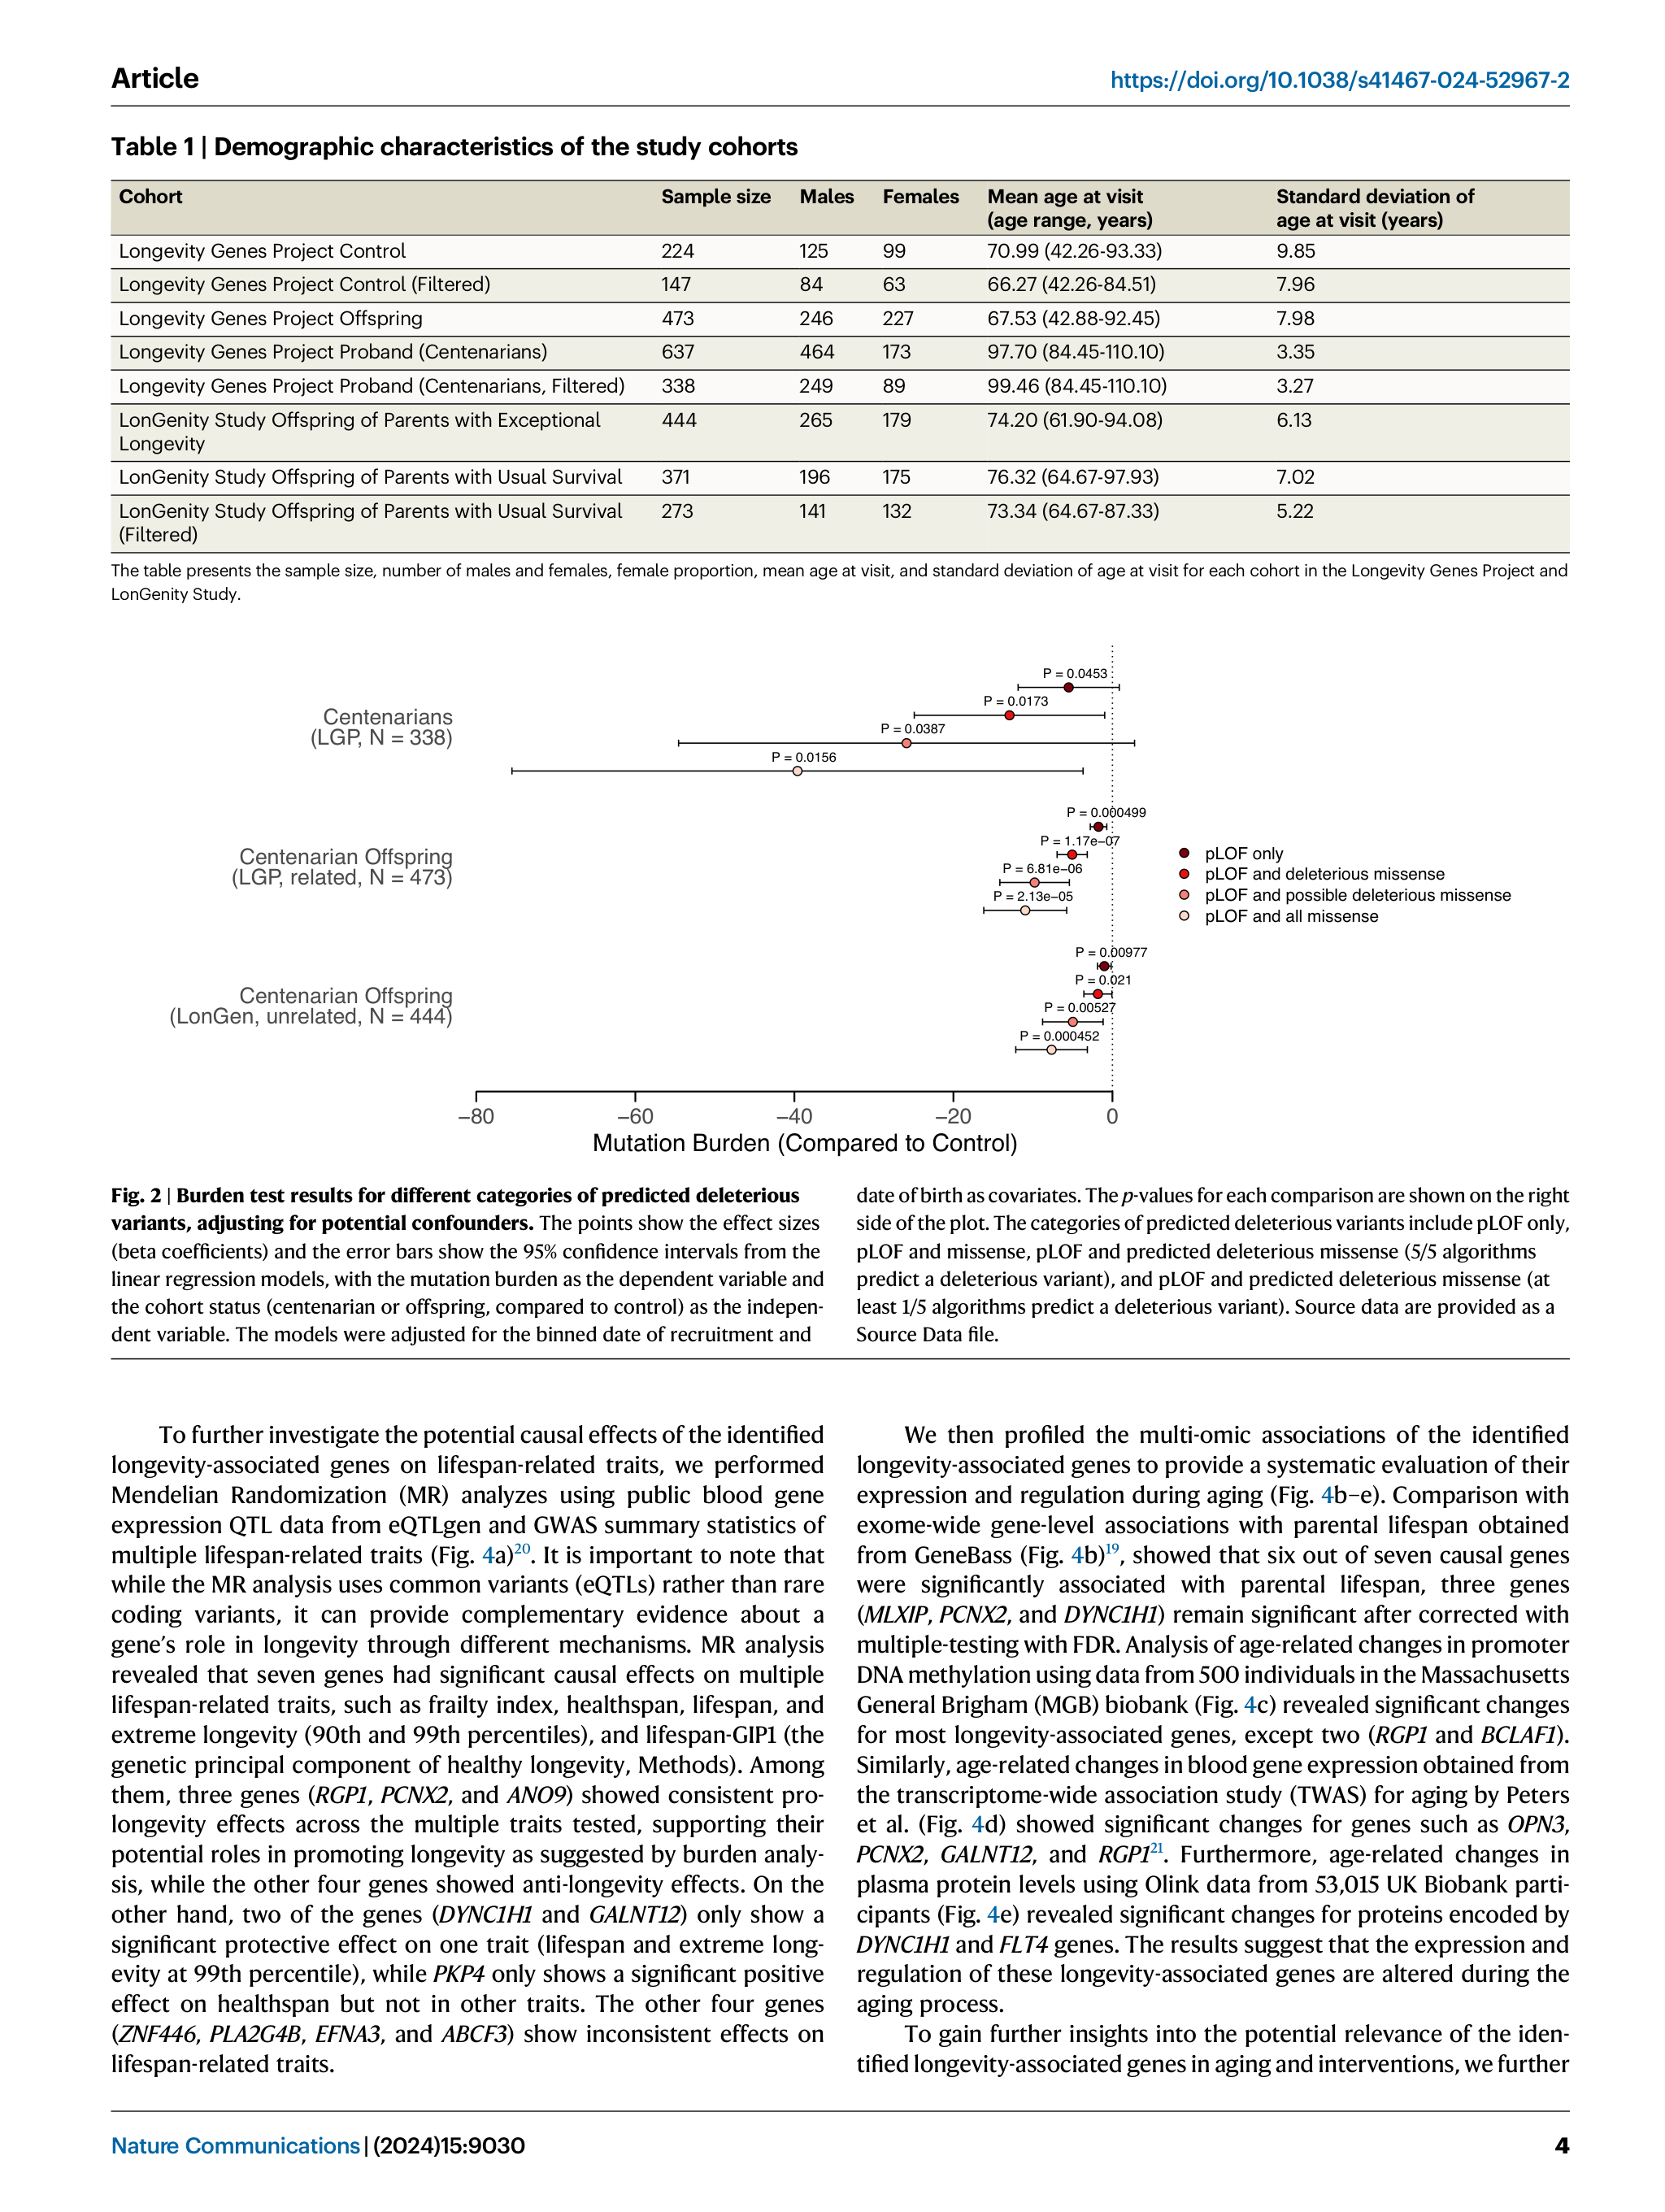 Article
https://doi.org/10.1038/s41467-024-52967-2
Table 1 | Demographic characteristics of the study cohorts
Cohort Sample size Males Females Mean age at visit (age range, years) Standard deviation of age at visit (years)
Longevity Genes Project Control 224 125 99 70.99 (42.26-93.33) 9.85
Longevity Genes Project Control (Filtered) 147 84 63 66.27 (42.26-84.51) 7.96
Longevity Genes Project Offspring 473 246 227 67.53 (42.88-92.45) 7.98
Longevity Genes Project Proband (Centenarians) 637 464 173 97.70 (84.45-110.10) 3.35
Longevity Genes Project Proband (Centenarians, Filtered) 338 249 89 99.46 (84.45-110.10) 3.27
LonGenity Study Offspring of Parents with Exceptional Longevity 444 265 179 74.20 (61.90-94.08) 6.13
LonGenity Study Offspring of Parents with Usual Survival 371 196 175 76.32 (64.67-97.93) 7.02
LonGenity Study Offspring of Parents with Usual Survival (Filtered) 273 141 132 73.34 (64.67-87.33) 5.22
The table presents the sample size, number of males and females, female proportion, mean age at visit, and standard deviation of age at visit for each cohort in the Longevity Genes Project and
LonGenity Study.
Centenarians
(LGP, N = 338)
P = 0.0453
P = 0.0173
P = 0.0387
P = 0.0156
Centenarian Offspring
(LGP, related, N = 473)
P = 0.000499
P = 1.17e−07
P = 6.81e−06
P = 2.13e−05
Centenarian Offspring
(LonGen, unrelated, N = 444)
P = 0.00977
P = 0.021
P = 0.00527
P = 0.000452
pLOF only
pLOF and deleterious missense
pLOF and possible deleterious missense
pLOF and all missense
−80 −60 −40 −20 0
Mutation Burden (Compared to Control)
Fig. 2 | Burden test results for different categories of predicted deleterious
variants, adjusting for potential confounders. The points show the effect sizes
(beta coefficients) and the error bars show the 95% confidence intervals from the
linear regression models, with the mutation burden as the dependent variable and
the cohort status (centenarian or offspring, compared to control) as the indepen-
dent variable. The models were adjusted for the binned date of recruitment and
date of birth as covariates. The p-values for each comparison are shown on the right
side of the plot. The categories of predicted deleterious variants include pLOF only,
pLOF and missense, pLOF and predicted deleterious missense (5/5 algorithms
predict a deleterious variant), and pLOF and predicted deleterious missense (at
least 1/5 algorithms predict a deleterious variant). Source data are provided as a
Source Data file.
To further investigate the potential causal effects of the identified
longevity-associated genes on lifespan-related traits, we performed
Mendelian Randomization (MR) analyzes using public blood gene
expression QTL data from eQTLgen and GWAS summary statistics of
multiple lifespan-related traits (Fig. 4a)20. It is important to note that
while the MR analysis uses common variants (eQTLs) rather than rare
coding variants, it can provide complementary evidence about a
gene's role in longevity through different mechanisms. MR analysis
revealed that seven genes had significant causal effects on multiple
lifespan-related traits, such as frailty index, healthspan, lifespan, and
extreme longevity (90th and 99th percentiles), and lifespan-GIP1 (the
genetic principal component of healthy longevity, Methods). Among
them, three genes (RGP1, PCNX2, and ANO9) showed consistent pro-
longevity effects across the multiple traits tested, supporting their
potential roles in promoting longevity as suggested by burden analy-
sis, while the other four genes showed anti-longevity effects. On the
other hand, two of the genes (DYNC1H1 and GALNT12) only show a
significant protective effect on one trait (lifespan and extreme long-
evity at 99th percentile), while PKP4 only shows a significant positive
effect on healthspan but not in other traits. The other four genes
(ZNF446, PLA2G4B, EFNA3, and ABCF3) show inconsistent effects on
lifespan-related traits.
We then profiled the multi-omic associations of the identified
longevity-associated genes to provide a systematic evaluation of their
expression and regulation during aging (Fig. 4b–e). Comparison with
exome-wide gene-level associations with parental lifespan obtained
from GeneBass (Fig. 4b)19, showed that six out of seven causal genes
were significantly associated with parental lifespan, three genes
(MLXIP, PCNX2, and DYNC1H1) remain significant after corrected with
multiple-testing with FDR. Analysis of age-related changes in promoter
DNA methylation using data from 500 individuals in the Massachusetts
General Brigham (MGB) biobank (Fig. 4c) revealed significant changes
for most longevity-associated genes, except two (RGP1 and BCLAF1).
Similarly, age-related changes in blood gene expression obtained from
the transcriptome-wide association study (TWAS) for aging by Peters
et al. (Fig. 4d) showed significant changes for genes such as OPN3,
PCNX2, GALNT12, and RGP121. Furthermore, age-related changes in
plasma protein levels using Olink data from 53,015 UK Biobank parti-
cipants (Fig. 4e) revealed significant changes for proteins encoded by
DYNC1H1 and FLT4 genes. The results suggest that the expression and
regulation of these longevity-associated genes are altered during the
aging process.
To gain further insights into the potential relevance of the iden-
tified longevity-associated genes in aging and interventions, we further
Nature Communications | (2024)15:9030
4